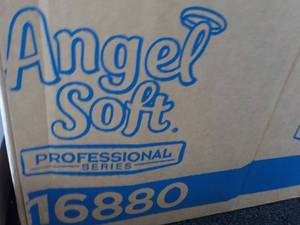 Angel
Soft.
PROFESSIONAL
SERIES
16880